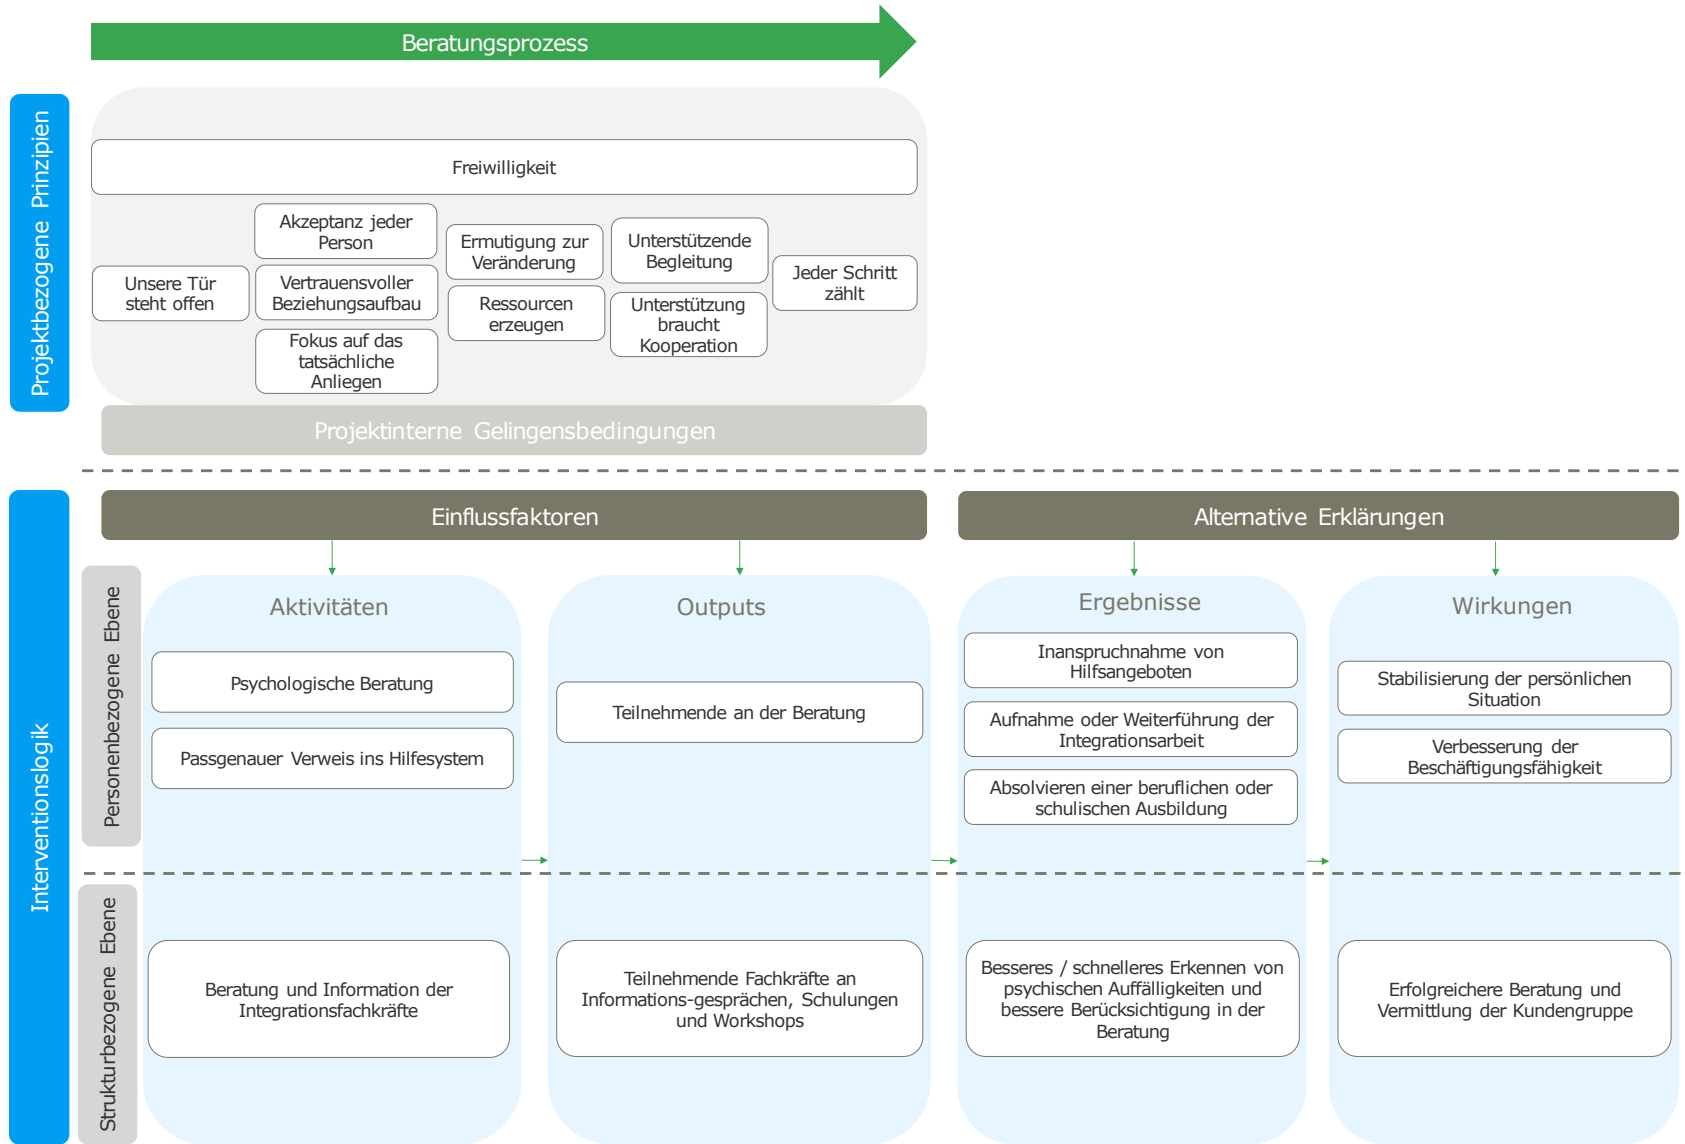 Beratungsprozess
Projektbezogene Prinzipien
Freiwilligkeit
Unsere Tür
steht offen
Akzeptanz jeder
Person
Vertrauensvoller
Beziehungsaufbau
Fokus auf das
tatsächliche
Anliegen
Ermutigung zur
Veränderung
Ressourcen
erzeugen
Unterstützende
Begleitung
Unterstützung
braucht
Kooperation
Jeder Schritt
zählt
Projektinterne Gelingensbedingungen
Interventionslogik
Einflussfaktoren
Alternative Erklärungen
Personenbezogene Ebene
Aktivitäten
Psychologische Beratung
Passgenauer Verweis ins Hilfesystem
Outputs
Teilnehmende an der Beratung
Ergebnisse
Inanspruchnahme von
Hilfsangeboten
Aufnahme oder Weiterführung der
Integrationsarbeit
Absolvieren einer beruflichen oder
schulischen Ausbildung
Wirkungen
Stabilisierung der persönlichen
Situation
Verbesserung der
Beschäftigungsfähigkeit
Strukturbezogene Ebene
Beratung und Information der
Integrationsfachkräfte
Teilnehmende Fachkräfte an
Informations-gesprächen, Schulungen
und Workshops
Besseres / schnelleres Erkennen von
psychischen Auffälligkeiten und
bessere Berücksichtigung in der
Beratung
Erfolgreichere Beratung und
Vermittlung der Kundengruppe